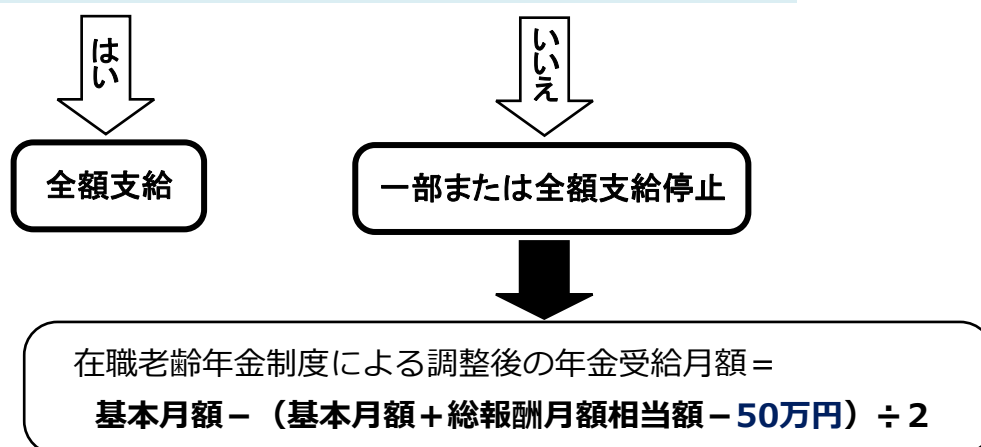 はい
いいえ
全額支給
一部または全額支給停止
在職老齢年金制度による調整後の年金受給月額＝
基本月額－（基本月額＋総報酬月額相当額－50万円）÷２